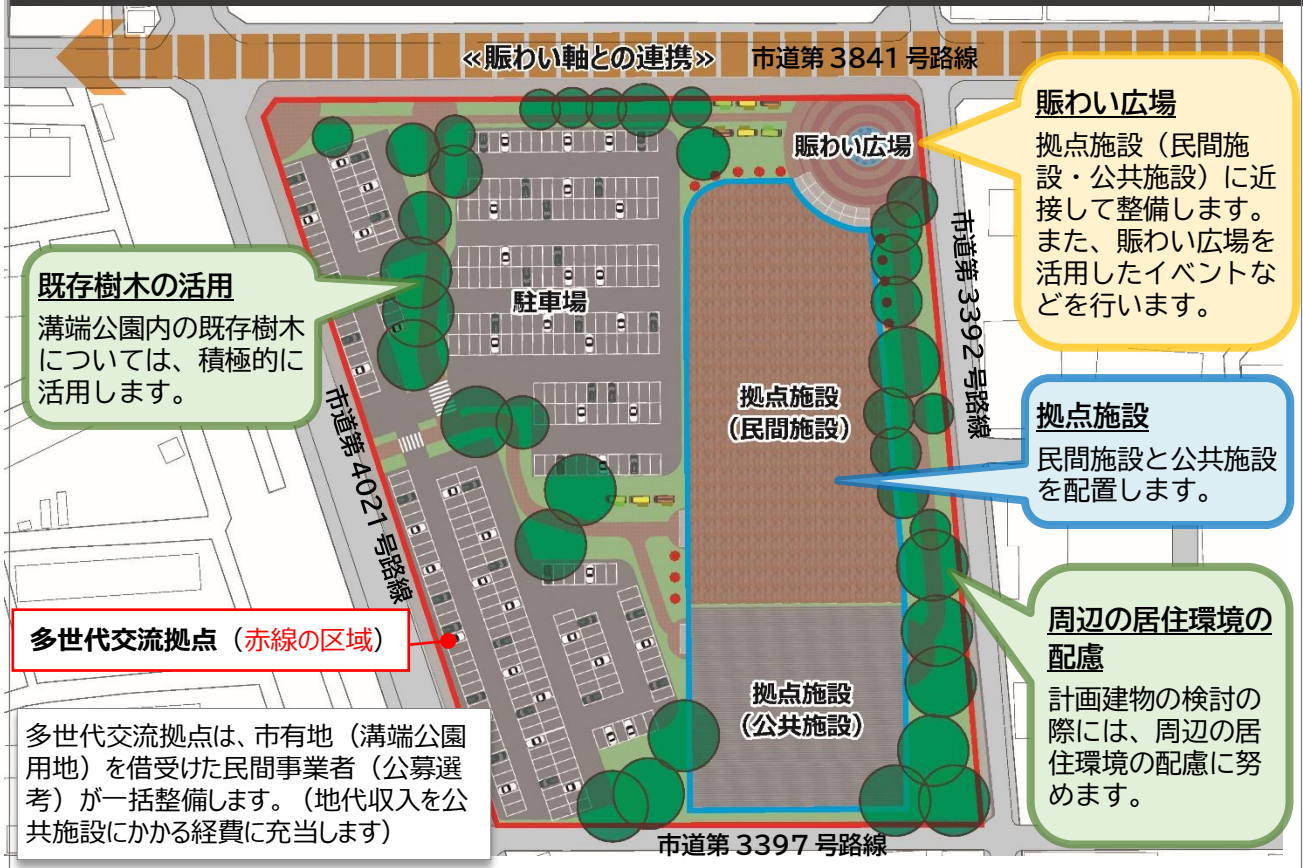 ≪賑わい軸との連携≫
市道第 3841 号路線
賑わい広場
拠点施設（民間施
設・公共施設）に近
接して整備します。
また、賑わい広場を
活用したイベントな
どを行います。
賑わい広場
市道第 3392 号路線
既存樹木の活用
溝端公園内の既存樹木
については、積極的に
活用します。
駐車場
拠点施設
（民間施設）
拠点施設
民間施設と公共施設
を配置します。
市道第 4021 号路線
多世代交流拠点（赤線の区域）
周辺の居住環境の
配慮
計画建物の検討の
際には、周辺の居
住環境の配慮に努
めます。
拠点施設
（公共施設）
多世代交流拠点は、市有地（溝端公園
用地）を借受けた民間事業者（公募選
考）が一括整備します。（地代収入を公
共施設にかかる経費に充当します）
市道第 3397 号路線